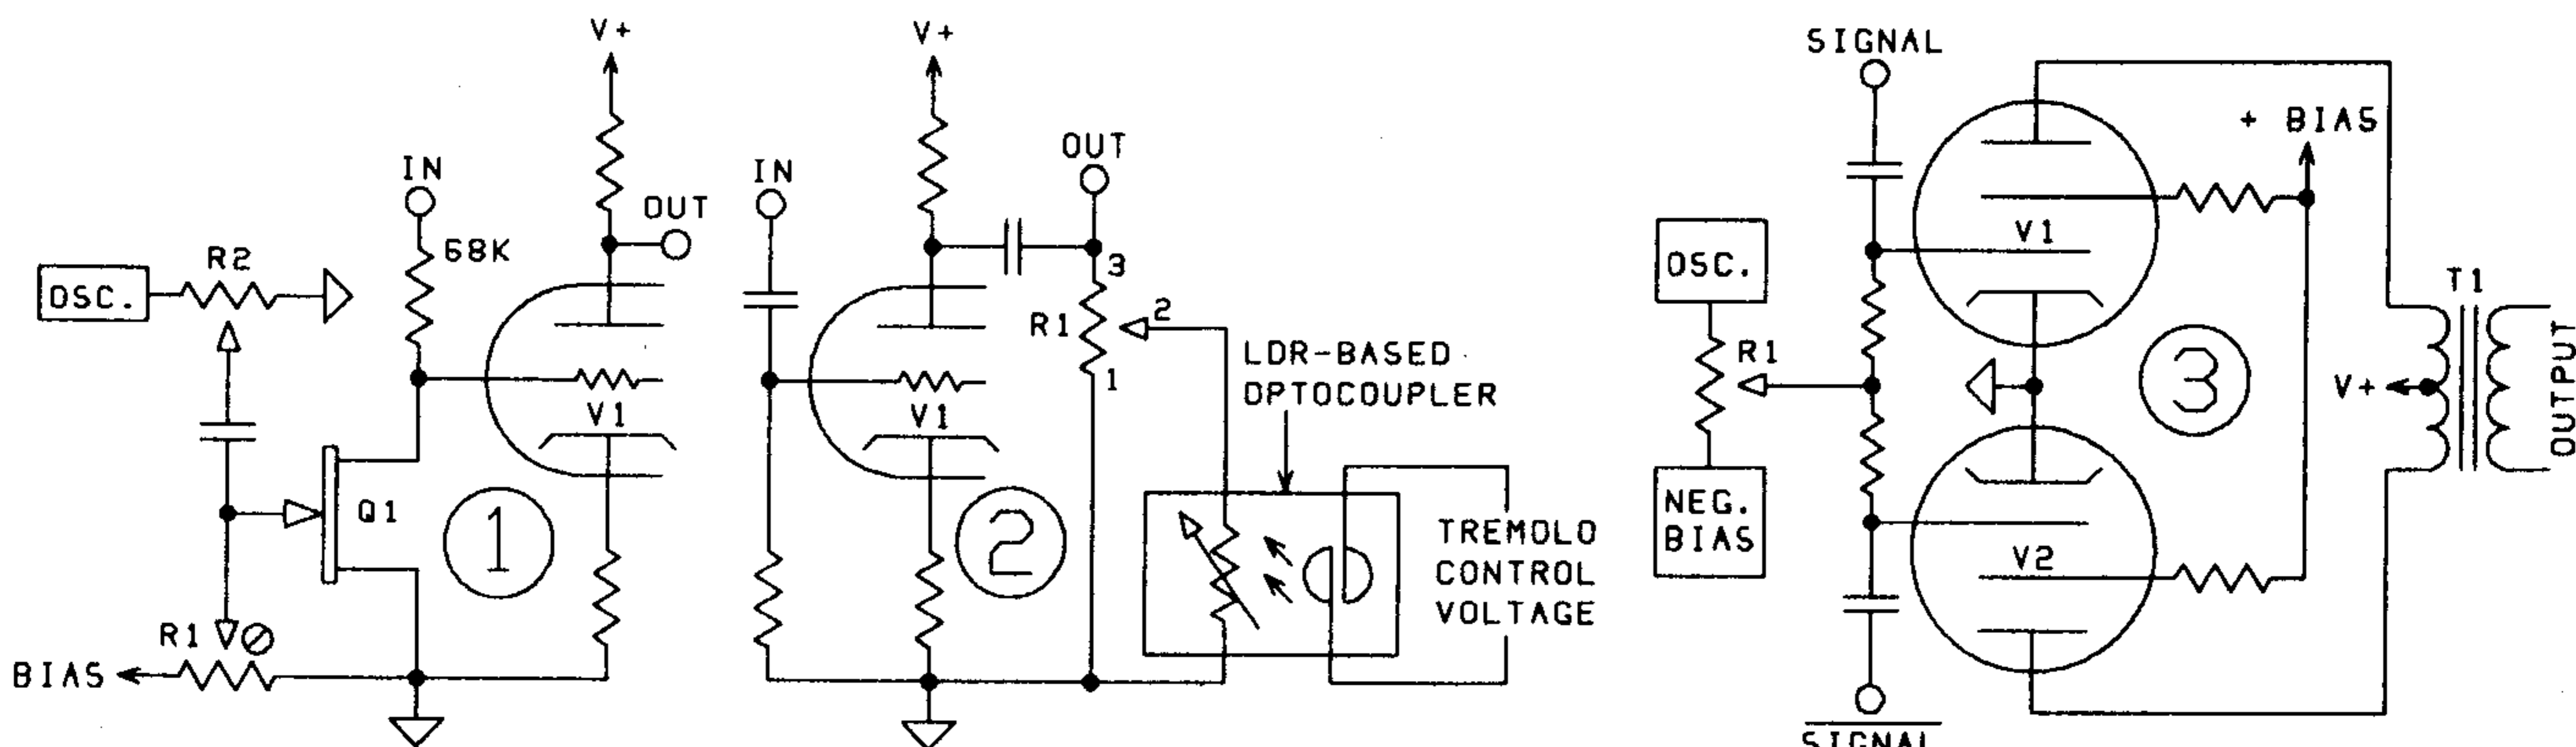 V+
IN
68K
OUT
R2
OSC.
V1
Q1
1
R1
BIAS
V+
IN
OUT
3
R1
2
1
V1
2
LDR-BASED
OPTOCOUPLER
TREMOLO
CONTROL
VOLTAGE
SIGNAL
+ BIAS
V1
OSC.
R1
NEG.
BIAS
3
V+
T1
OUTPUT
V2
SIGNAL